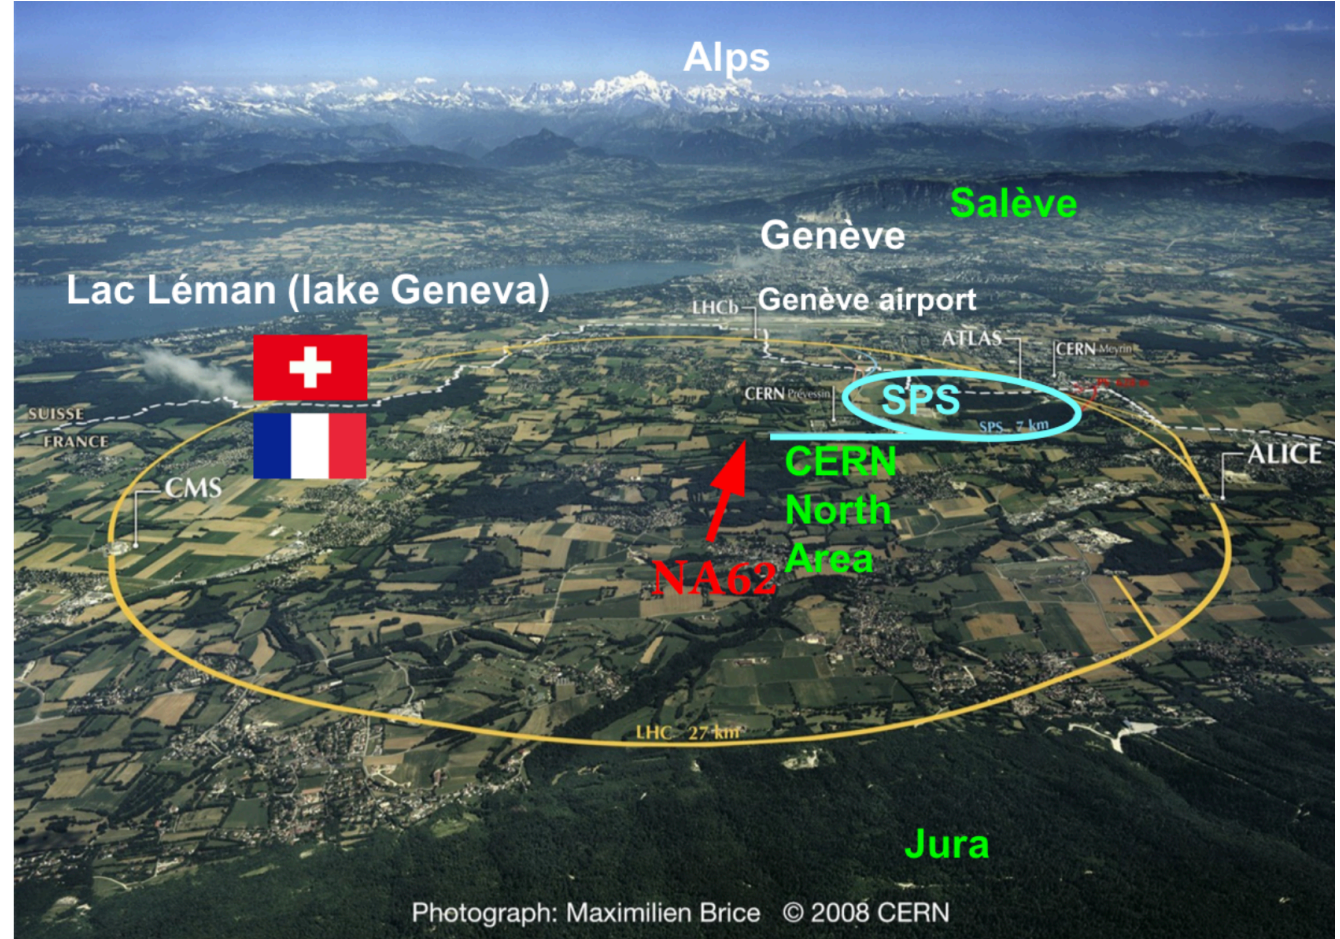 Alps
Salève
Genève
Lac Léman (lake Geneva)
Genève airport
LHCb
ATLAS
CERN Meyrin
CERN Prévessin
SPS
SPS 7 km
SUISSE
FRANCE
CMS
ALICE
CERN
North
Area
NA62
LHC 27 km
Jura
Photograph: Maximilien Brice © 2008 CERN